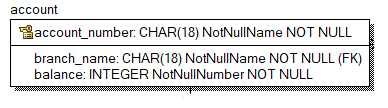 account
account_number: CHAR(18) NotNullName NOT NULL
branch_name: CHAR(18) NotNullName NOT NULL (FK)
balance: INTEGER NotNullNumber NOT NULL